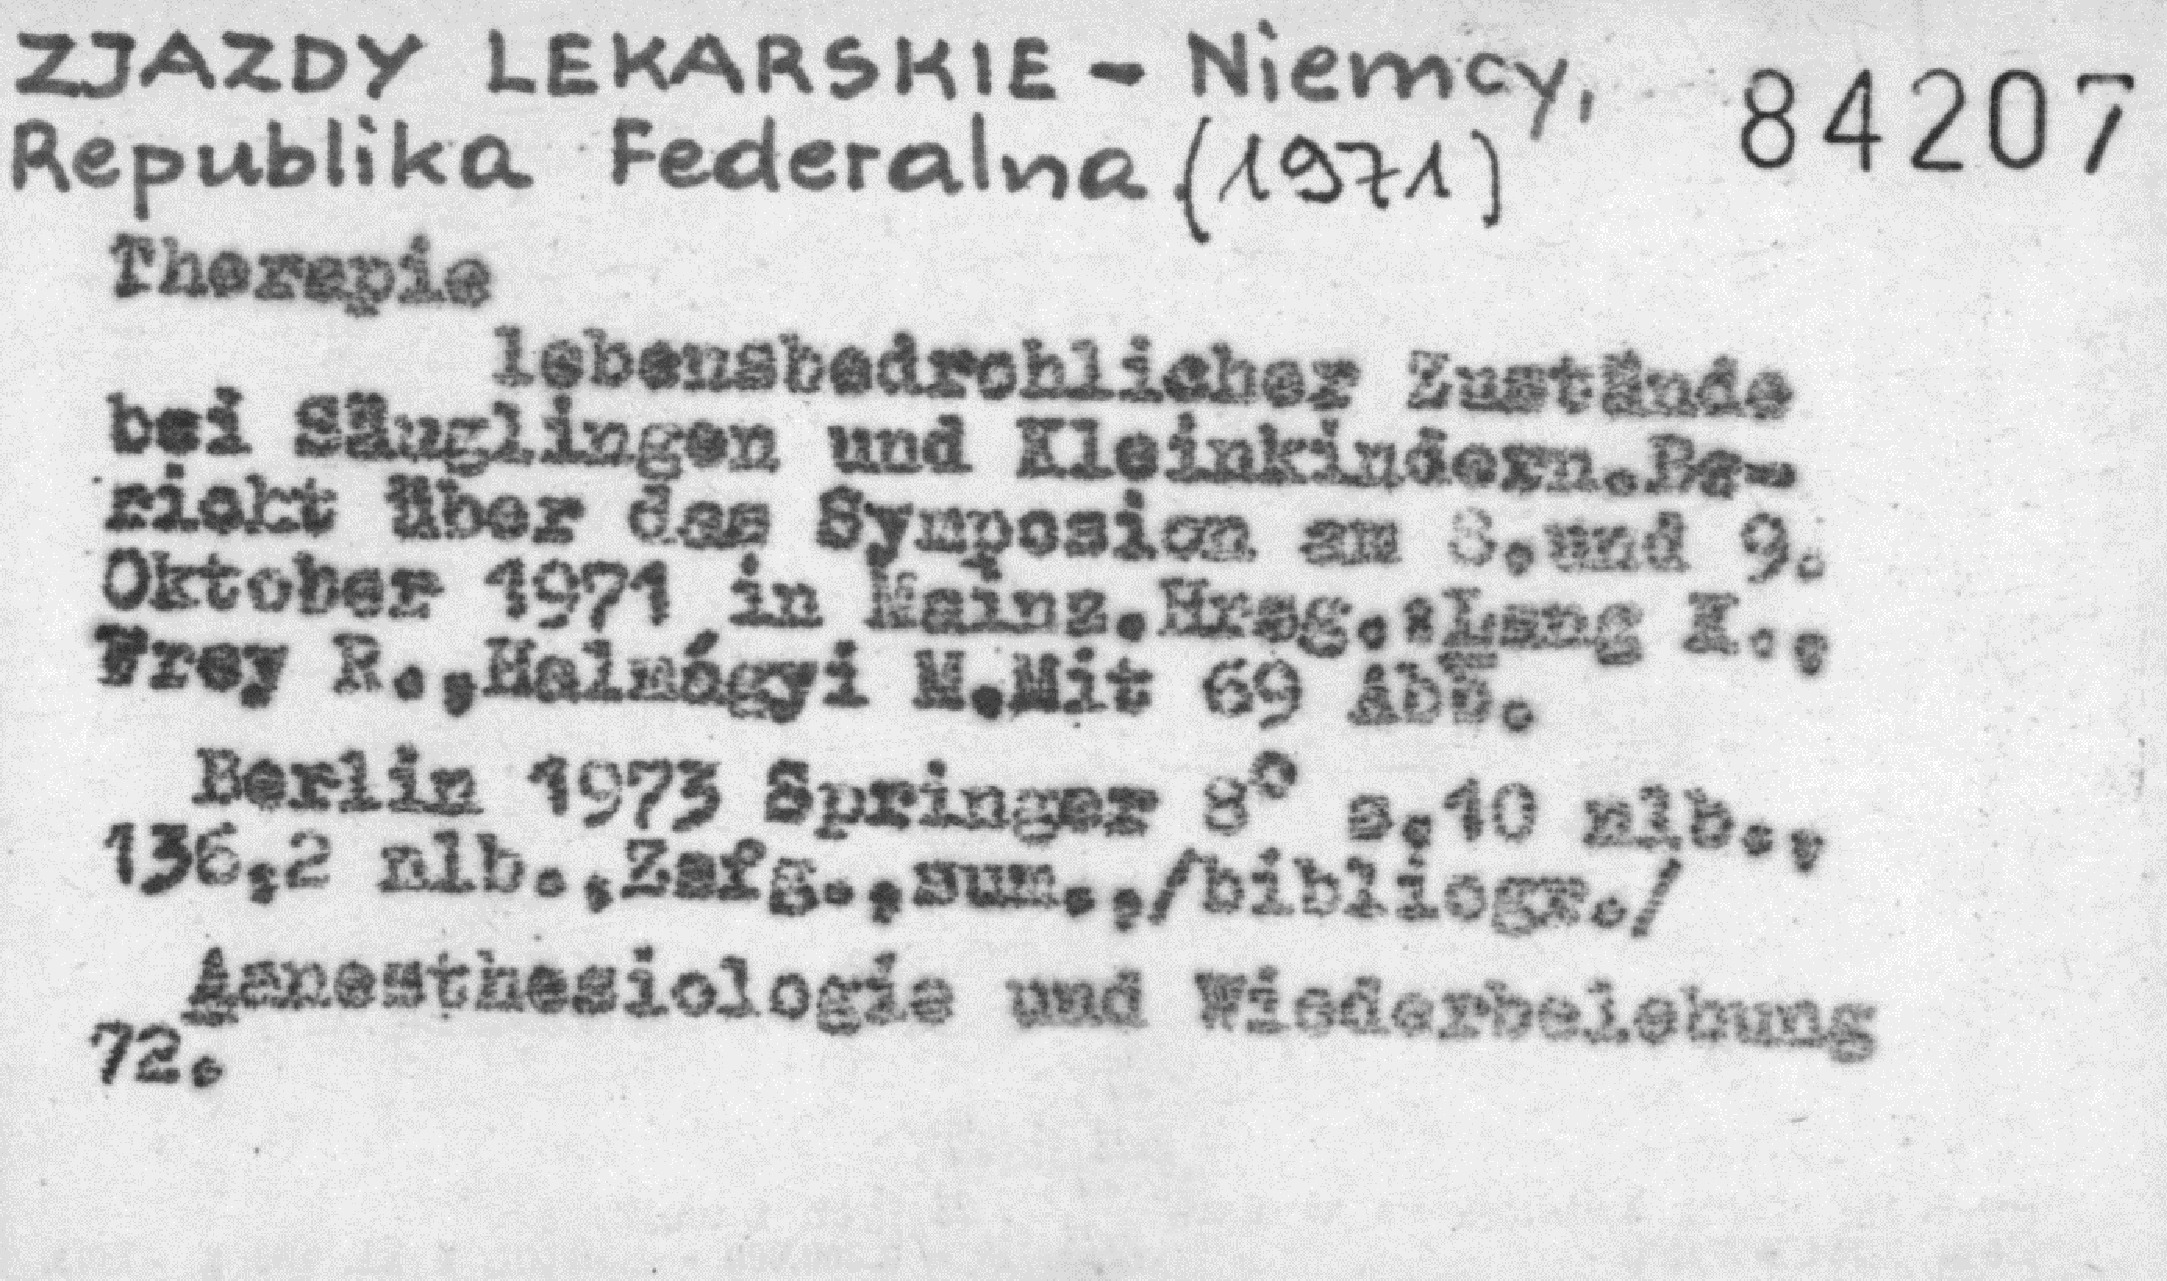 ZJAZDY LEKARSKIE - Niemcy,
Republika Federalna (1971)
84207
Therapie
lebensbedrohlicher Zustände
bei Säuglingen und Kleinkindern.Be-
richt über das Symposion am 8.und 9.
Oktober 1971 in Mainz.Hrsg.:Lang K.,
Frey R.,Halmágyi M.Mit 69 Abb.
Berlin 1973 Springer 8° s.10 nlb.,
136,2 nlb.,Zsfg.,sum.,/bibliogr./
Aanesthesiologie und Wiederbelebung
72.